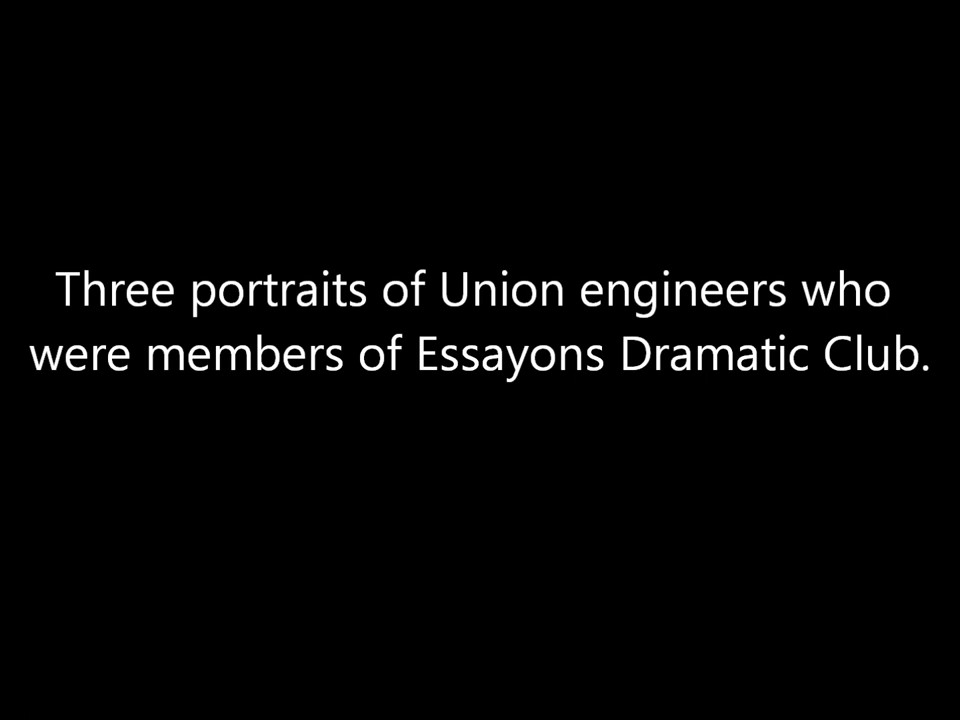 Three portraits of Union engineers who
were members of Essayons Dramatic Club.